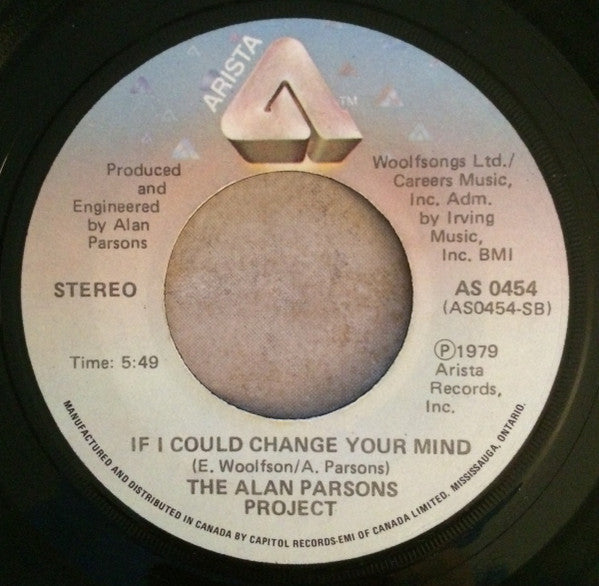 ARISTA
TM
Produced
and
Engineered
by Alan
Parsons
Woolfsongs Ltd./
Careers Music,
Inc. Adm.
by Irving
Music,
Inc. BMI
STEREO
AS 0454
(AS0454-SB)
Time: 5:49
Ⓟ1979
Arista
Records,
Inc.
IF I COULD CHANGE YOUR MIND
(E. Woolfson/A. Parsons)
THE ALAN PARSONS
PROJECT
MANUFACTURED AND DISTRIBUTED IN CANADA BY CAPITOL RECORDS-EMI OF CANADA LIMITED. MISSISSAUGA, ONTARIO.